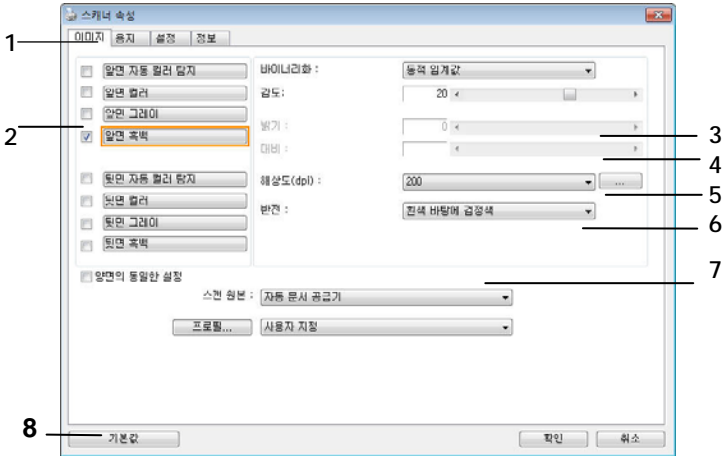 스캐너 속성
1
이미지 용지 설정 정보
앞면 자동 컬러 탐지
앞면 컬러
앞면 그레이
2
앞면 흑백
뒷면 자동 컬러 탐지
뒷면 컬러
뒷면 그레이
뒷면 흑백
바이너리화 : 동적 임계값
감도: 20
밝기 : 0
3
대비 :
4
해상도(dpi) : 200 ...
5
반전 : 흰색 바탕에 검정색
6
7
양면의 동일한 설정
스캔 원본 : 자동 문서 공급기
프로필... 사용자 지정
8
기본값 확인 취소